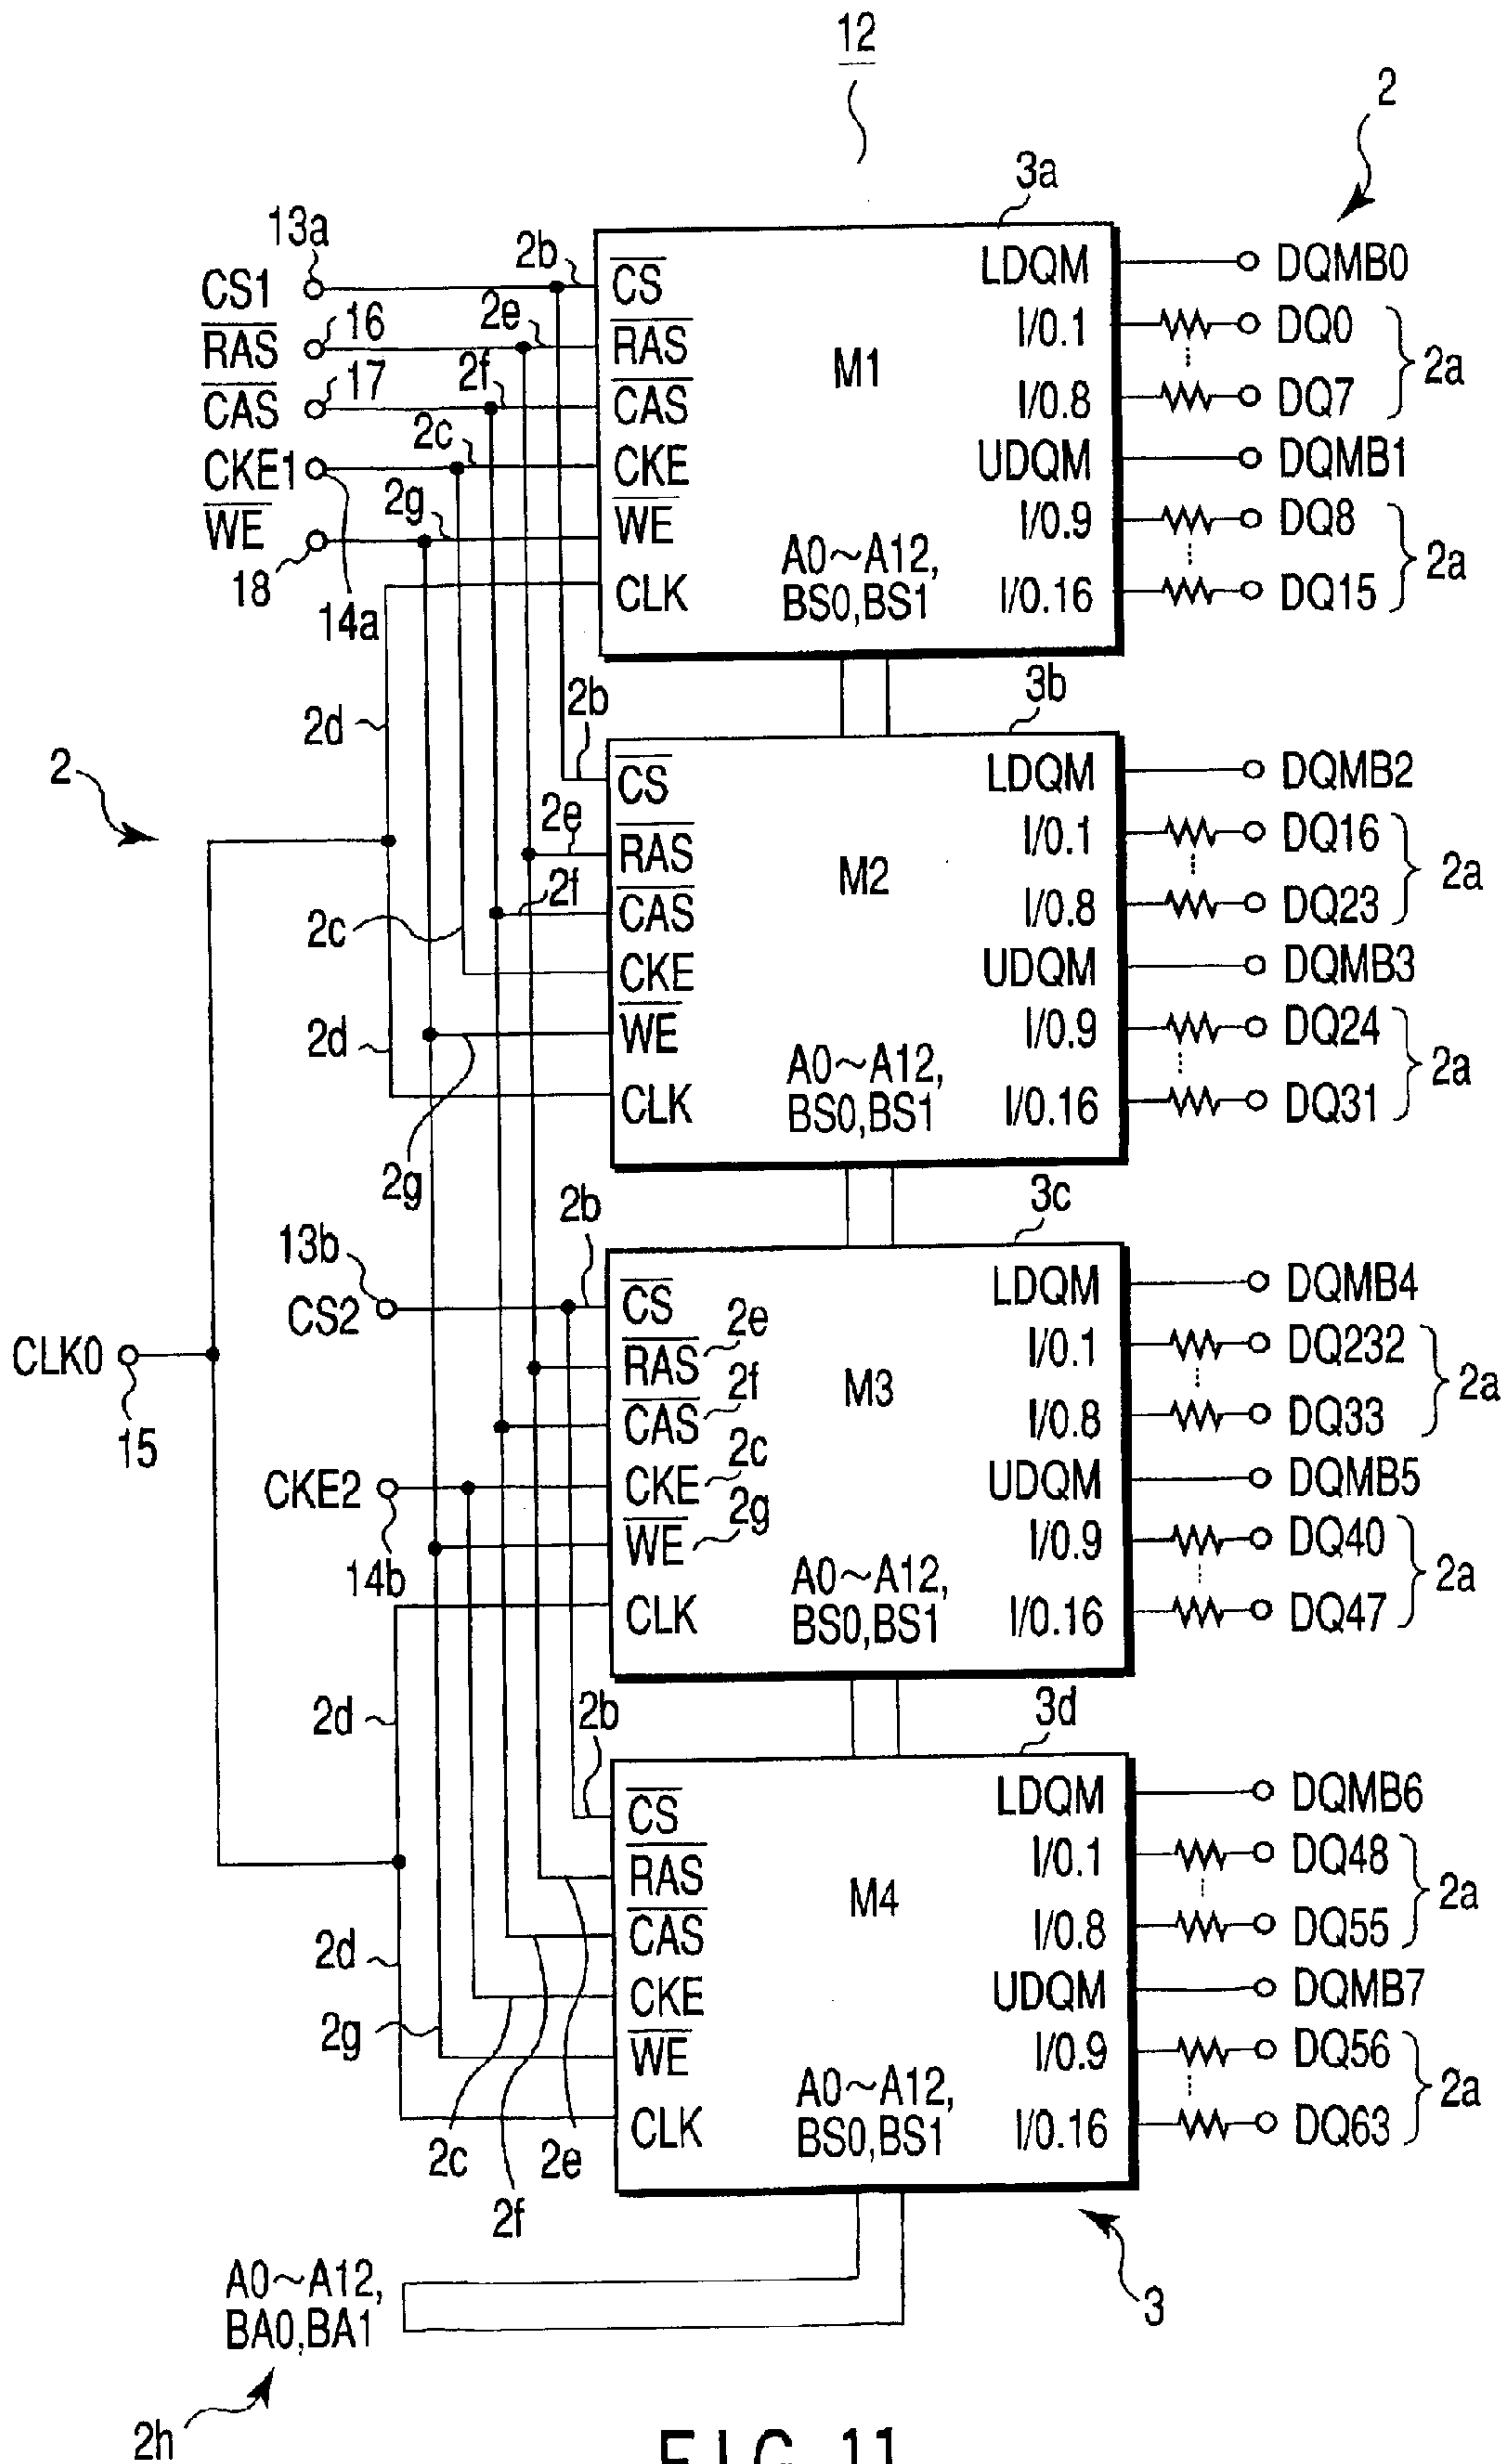 12
2
3a
13a
CS1
2b
CS
LDQM
DQMB0
16
RAS
2e
RAS
M1
I/0.1
DQ0
2a
17
CAS
2f
CAS
I/0.8
DQ7
CKE1
2c
CKE
UDQM
DQMB1
WE
2g
WE
I/0.9
DQ8
2a
18
14a
CLK
A0~A12,
BS0,BS1
I/0.16
DQ15
2d
2b
3b
2
CS
LDQM
DQMB2
2e
RAS
M2
I/0.1
DQ16
2a
2c
2f
CAS
I/0.8
DQ23
CKE
UDQM
DQMB3
2d
WE
I/0.9
DQ24
2a
CLK
A0~A12,
BS0,BS1
I/0.16
DQ31
2g
2b
3c
13b
CS2
CS
LDQM
DQMB4
CLK0
15
RAS
2e
M3
I/0.1
DQ232
2a
CAS
2f
I/0.8
DQ33
CKE2
14b
CKE
2c
UDQM
DQMB5
WE
2g
I/0.9
DQ40
2a
CLK
A0~A12,
BS0,BS1
I/0.16
DQ47
2d
2b
3d
CS
LDQM
DQMB6
RAS
M4
I/0.1
DQ48
2a
CAS
I/0.8
DQ55
2d
CKE
UDQM
DQMB7
2g
WE
I/0.9
DQ56
2a
CLK
A0~A12,
BS0,BS1
I/0.16
DQ63
2c
2f
2e
3
A0~A12,
BA0,BA1
2h
FIG. 11